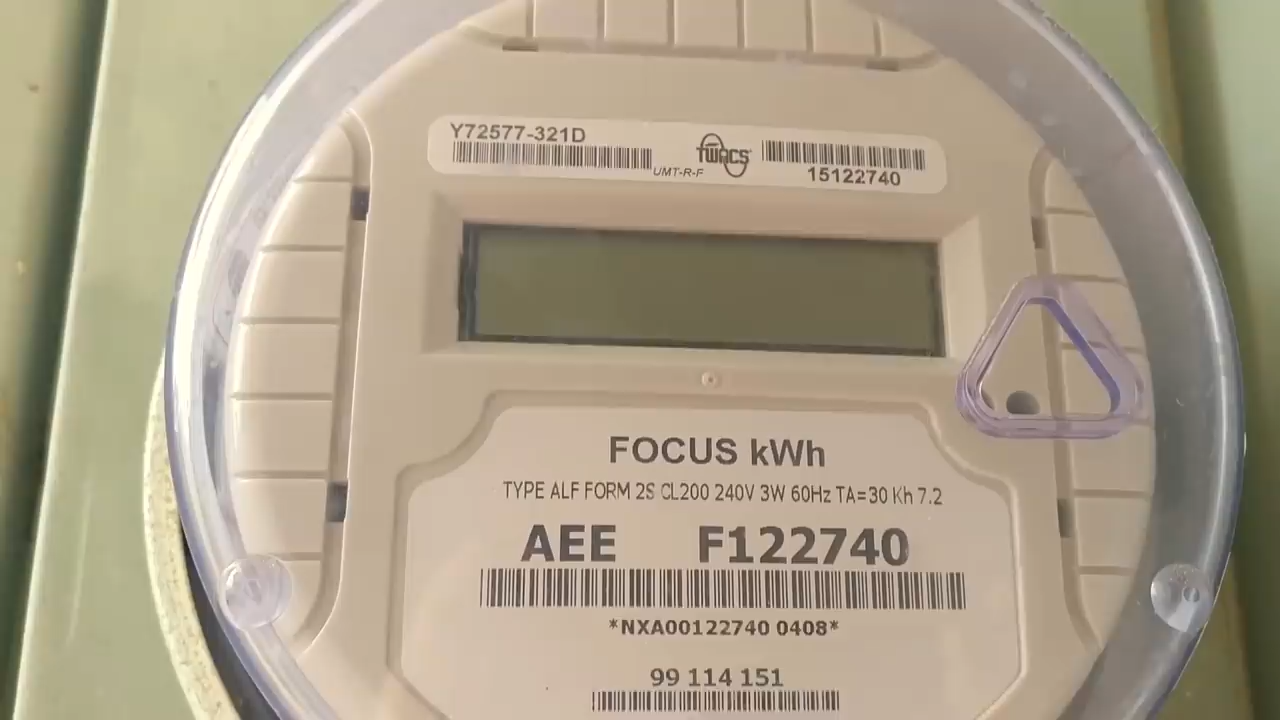 Y72577-321D
UMT-R-F
TWACS
15122740
FOCUS kWh
TYPE ALF FORM 2S CL200 240V 3W 60Hz TA=30 Kh 7.2
AEE F122740
*NXA00122740 0408*
99 114 151